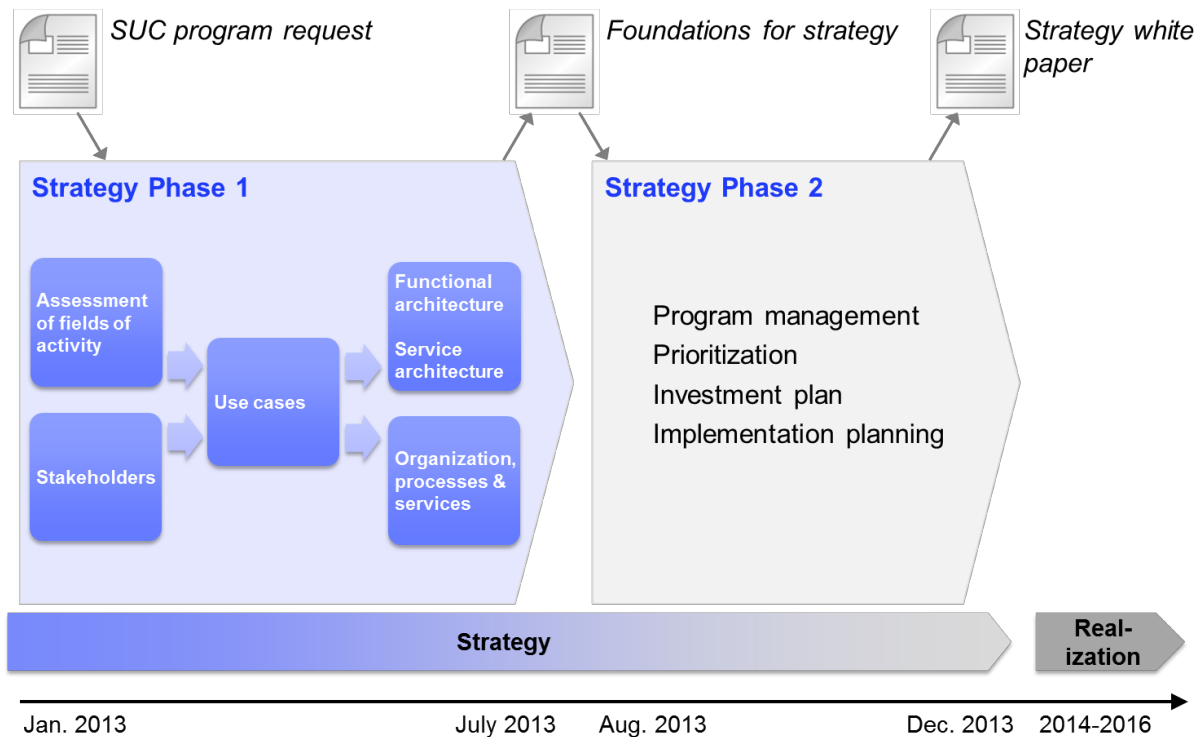 SUC program request
Foundations for strategy
Strategy white
paper
Strategy Phase 1
Assessment
of fields of
activity
Stakeholders
Use cases
Functional
architecture
Service
architecture
Organization,
processes &
services
Strategy Phase 2
Program management
Prioritization
Investment plan
Implementation planning
Strategy
Real-
ization
Jan. 2013
July 2013
Aug. 2013
Dec. 2013
2014-2016